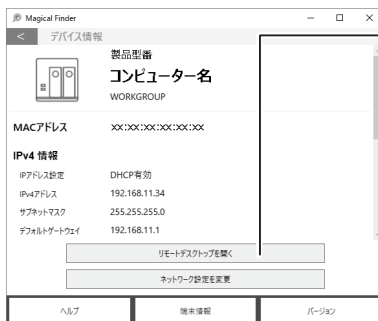 Magical Finder
< デバイス情報
製品型番
コンピューター名
WORKGROUP
MACアドレス xx:xx:xx:xx:xx:xx
IPv4 情報
IPアドレス設定 DHCP有効
IPv4アドレス 192.168.11.34
サブネットマスク 255.255.255.0
デフォルトゲートウェイ 192.168.11.1
リモートデスクトップを開く
ネットワーク設定を変更
ヘルプ 端末情報 バージョン